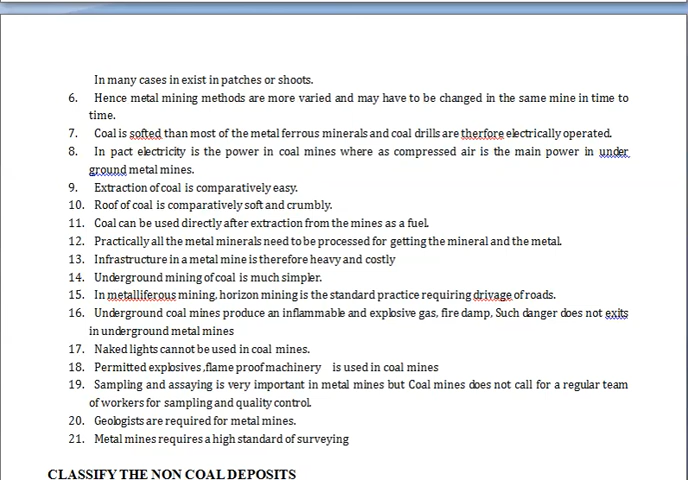 In many cases in exist in patches or shoots.
6. Hence metal mining methods are more varied and may have to be changed in the same mine in time to
time.
7. Coal is softed than most of the metal ferrous minerals and coal drills are therfore electrically operated.
8. In pact electricity is the power in coal mines where as compressed air is the main power in under
ground metal mines.
9. Extraction of coal is comparatively easy.
10. Roof of coal is comparatively soft and crumbly.
11. Coal can be used directly after extraction from the mines as a fuel.
12. Practically all the metal minerals need to be processed for getting the mineral and the metal.
13. Infrastructure in a metal mine is therefore heavy and costly
14. Underground mining of coal is much simpler.
15. In metalliferous mining, horizon mining is the standard practice requiring drivage of roads.
16. Underground coal mines produce an inflammable and explosive gas, fire damp, Such danger does not exits
in underground metal mines
17. Naked lights cannot be used in coal mines.
18. Permitted explosives ,flame proof machinery is used in coal mines
19. Sampling and assaying is very important in metal mines but Coal mines does not call for a regular team
of workers for sampling and quality control.
20. Geologists are required for metal mines.
21. Metal mines requires a high standard of surveying
CLASSIFY THE NON COAL DEPOSITS